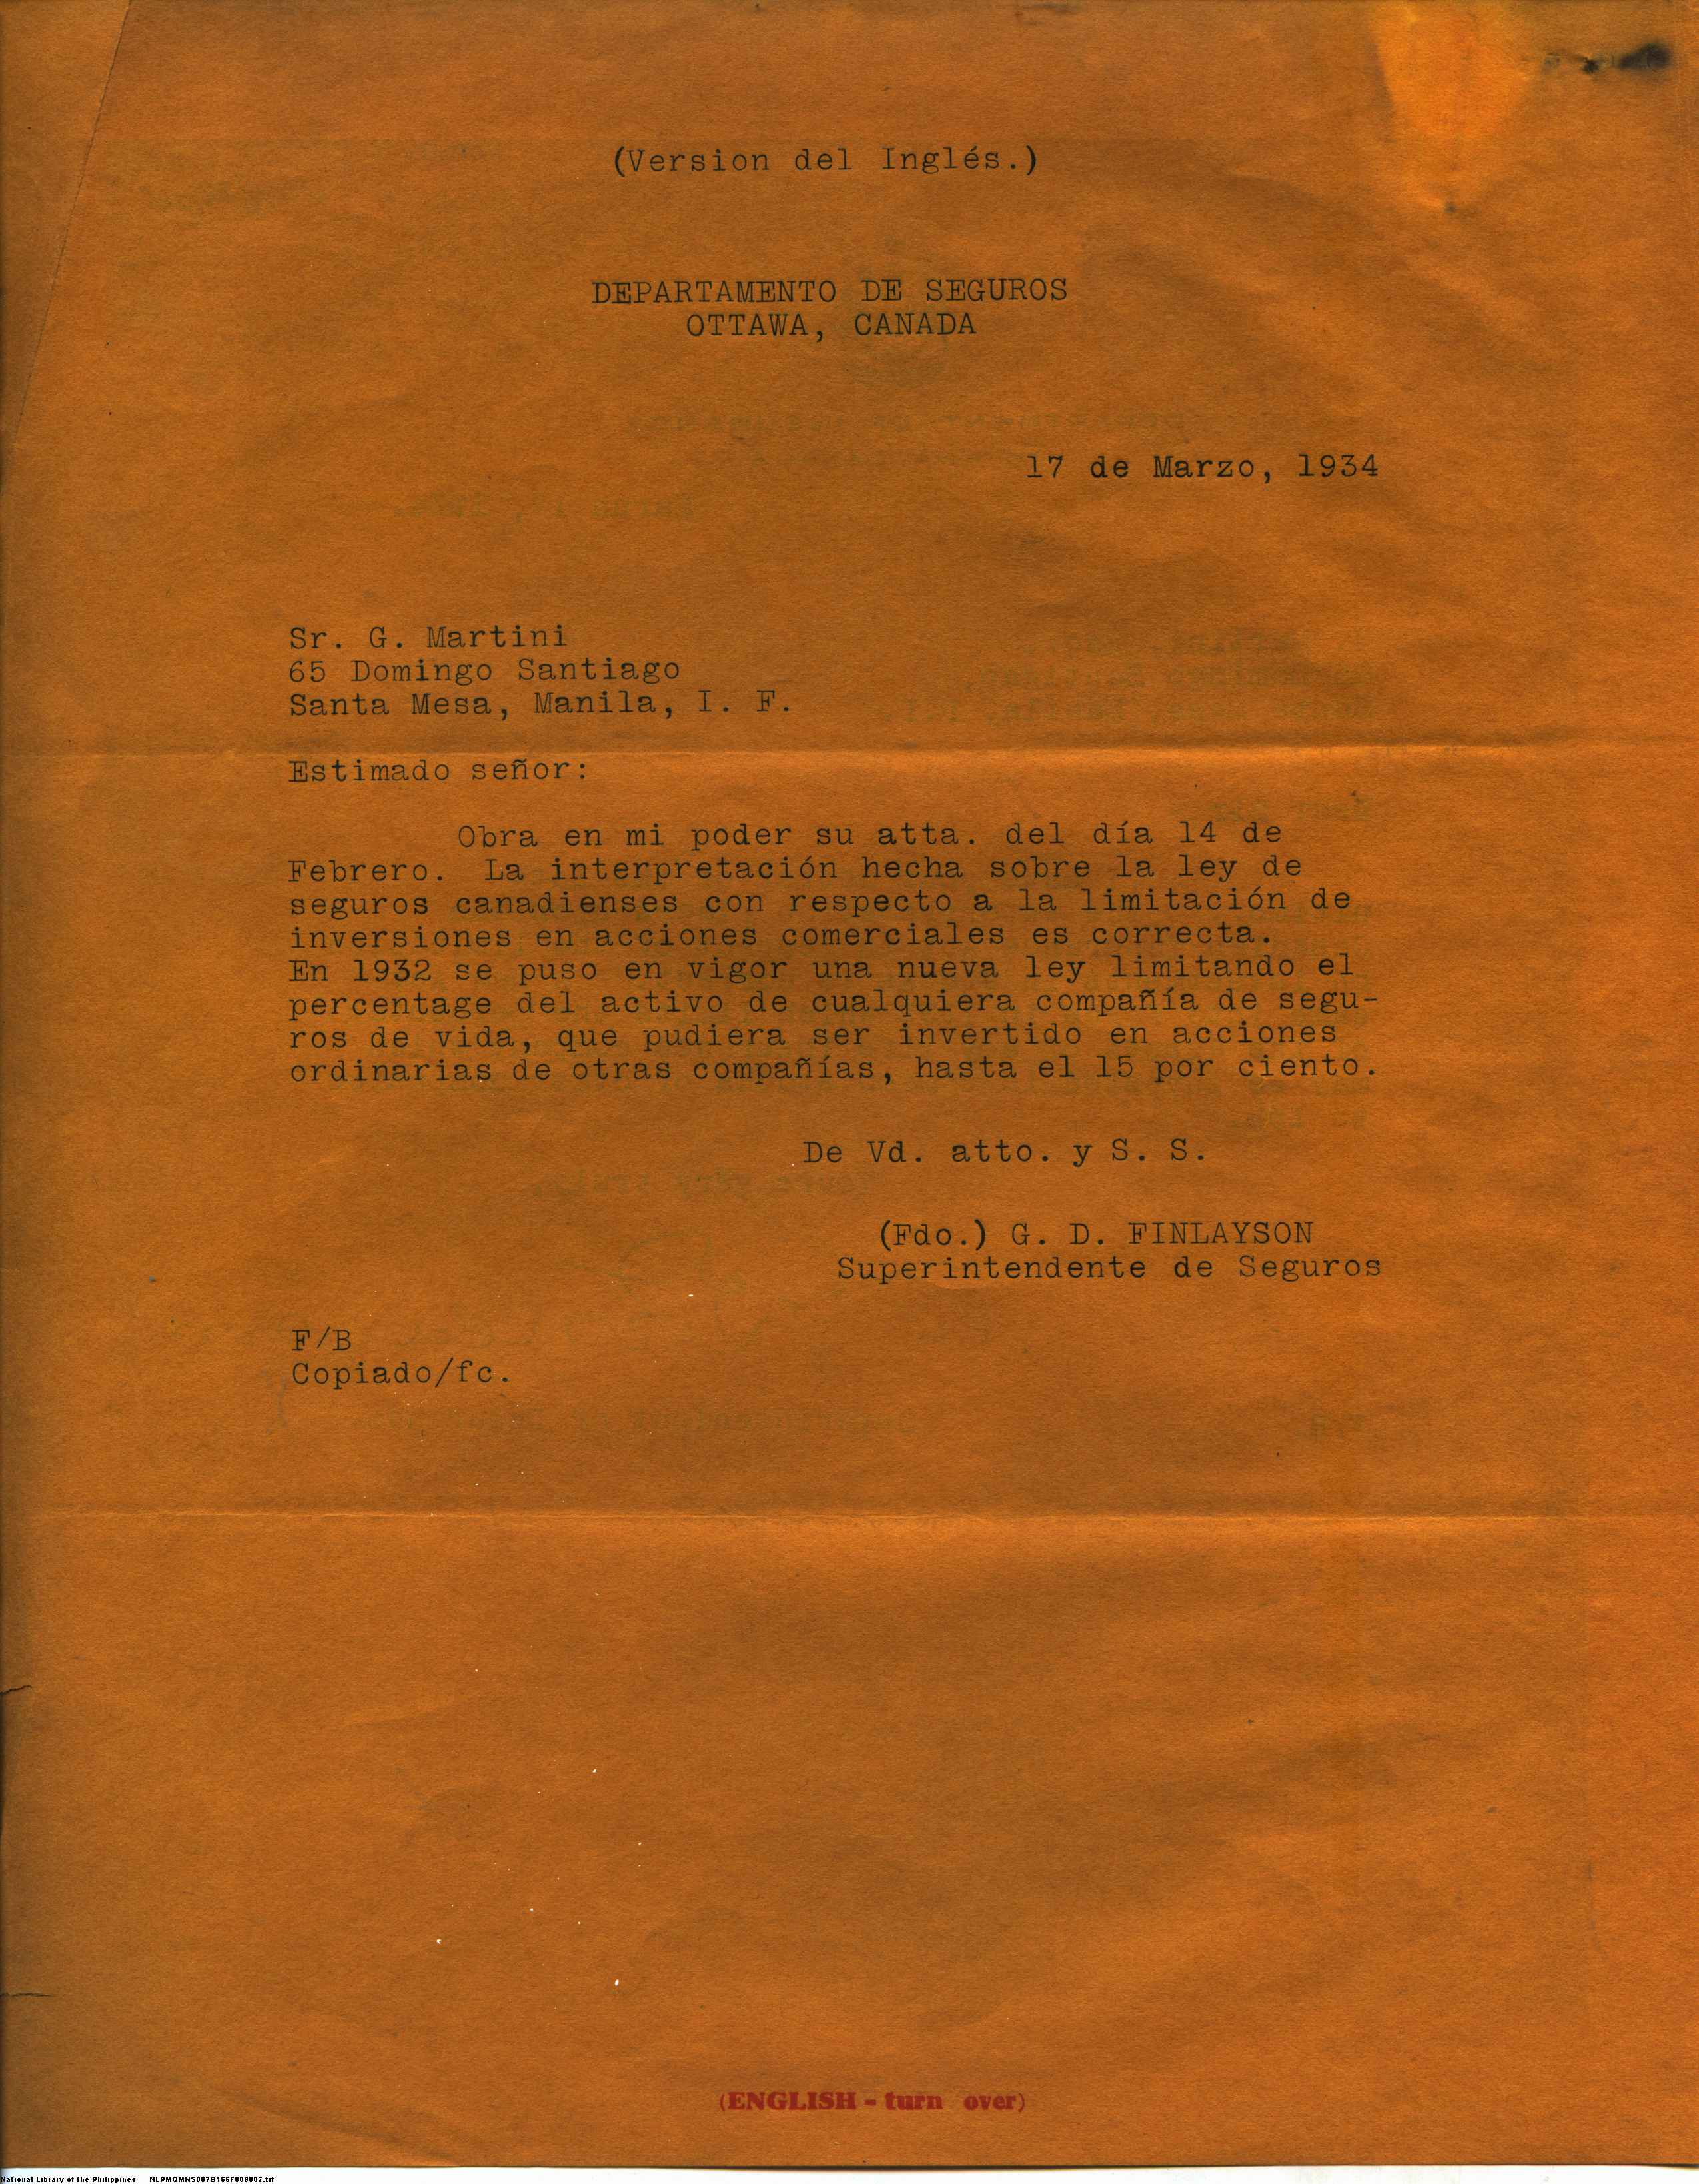 (Version del Inglés.)
DEPARTAMENTO DE SEGUROS
OTTAWA, CANADA
17 de Marzo, 1934
Sr. G. Martini
65 Domingo Santiago
Santa Mesa, Manila, I. F.
Estimado señor:
Obra en mi poder su atta. del día 14 de
Febrero. La interpretación hecha sobre la ley de
seguros canadienses con respecto a la limitación de
inversiones en acciones comerciales es correcta.
En 1932 se puso en vigor una nueva ley limitando el
percentage del activo de cualquiera compañía de segu-
ros de vida, que pudiera ser invertido en acciones
ordinarias de otras compañías, hasta el 15 por ciento.
De Vd. atto. y S. S.
(Fdo.) G. D. FINLAYSON
Superintendente de Seguros
F/B
Copiado/fc.
(ENGLISH - turn over)
National Library of the Philippines NLPMQMNS007B166F008007.tif